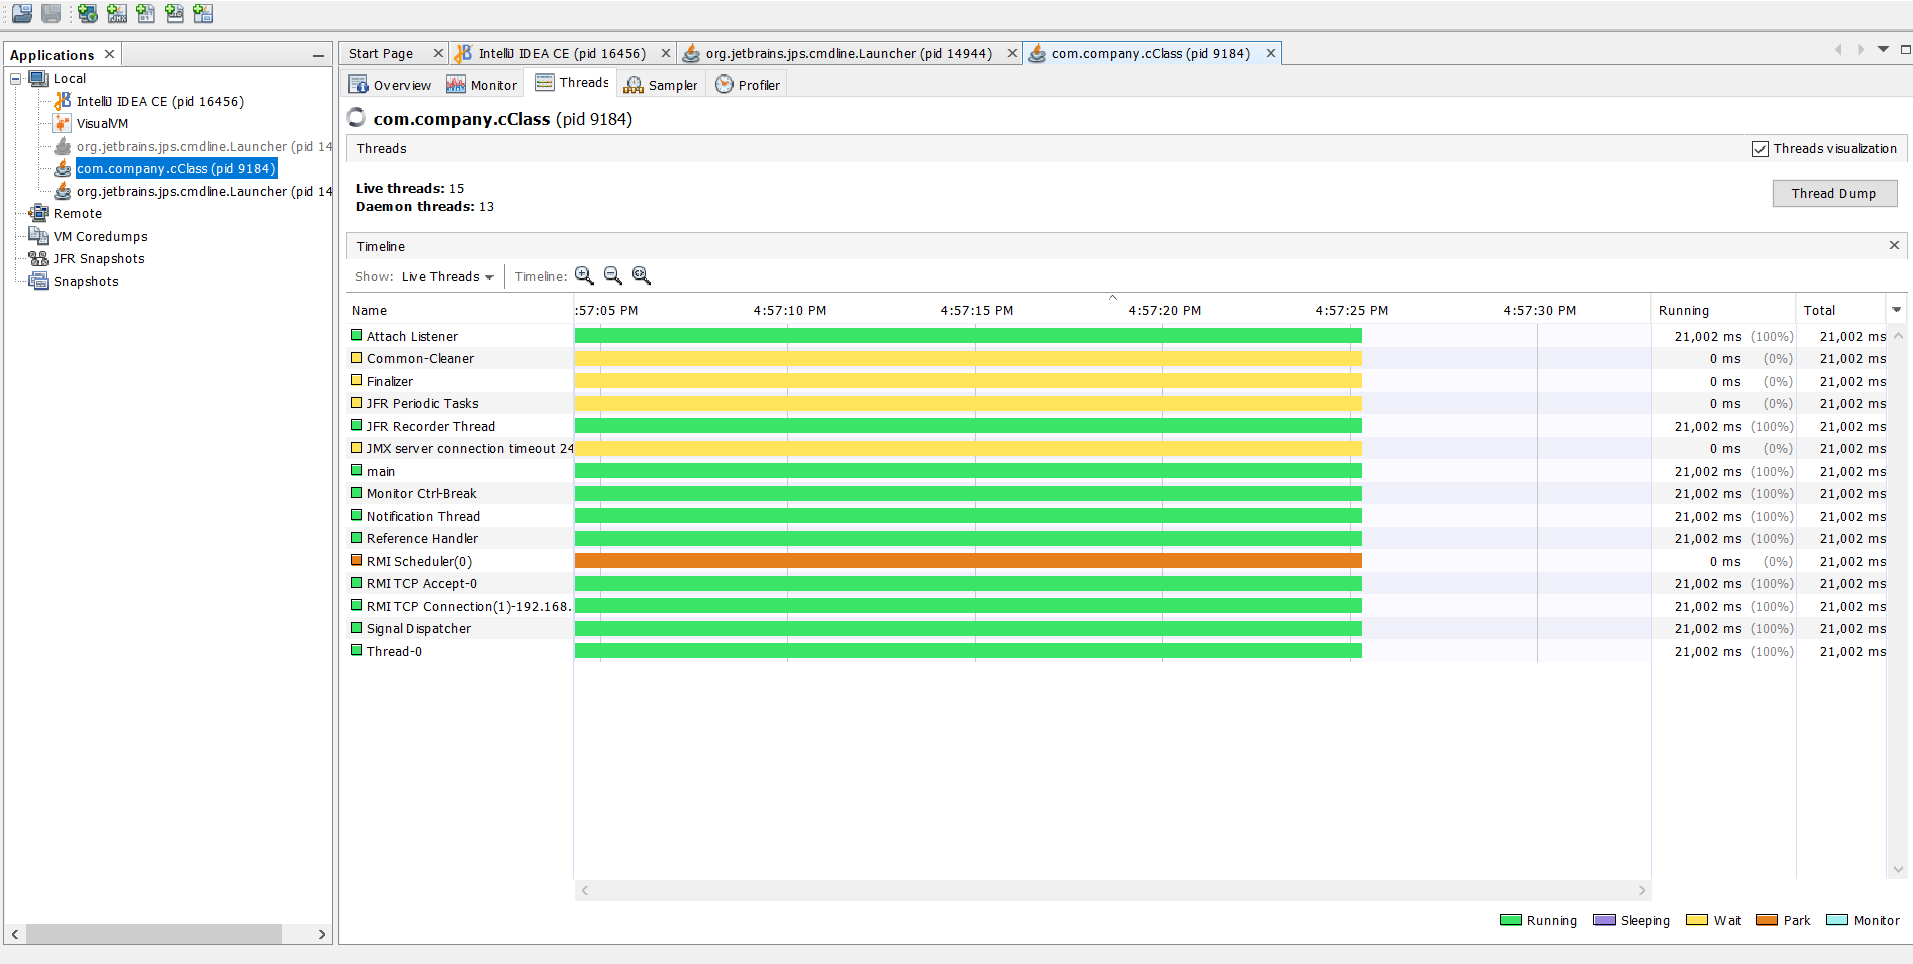 Applications
Local
IntelliJ IDEA CE (pid 16456)
VisualVM
org.jetbrains.jps.cmdline.Launcher (pid 14
com.company.cClass (pid 9184)
org.jetbrains.jps.cmdline.Launcher (pid 14
Remote
VM Coredumps
JFR Snapshots
Snapshots
Start Page IntelliJ IDEA CE (pid 16456) org.jetbrains.jps.cmdline.Launcher (pid 14944) com.company.cClass (pid 9184)
Overview Monitor Threads Sampler Profiler
com.company.cClass (pid 9184)
Threads Threads visualization
Live threads: 15
Daemon threads: 13
Thread Dump
Timeline
Show: Live Threads Timeline:
Name :57:05 PM 4:57:10 PM 4:57:15 PM 4:57:20 PM 4:57:25 PM 4:57:30 PM Running Total
Attach Listener 21,002 ms (100%) 21,002 ms
Common-Cleaner 0 ms (0%) 21,002 ms
Finalizer 0 ms (0%) 21,002 ms
JFR Periodic Tasks 0 ms (0%) 21,002 ms
JFR Recorder Thread 21,002 ms (100%) 21,002 ms
JMX server connection timeout 24 0 ms (0%) 21,002 ms
main 21,002 ms (100%) 21,002 ms
Monitor Ctrl-Break 21,002 ms (100%) 21,002 ms
Notification Thread 21,002 ms (100%) 21,002 ms
Reference Handler 21,002 ms (100%) 21,002 ms
RMI Scheduler(0) 0 ms (0%) 21,002 ms
RMI TCP Accept-0 21,002 ms (100%) 21,002 ms
RMI TCP Connection(1)-192.168. 21,002 ms (100%) 21,002 ms
Signal Dispatcher 21,002 ms (100%) 21,002 ms
Thread-0 21,002 ms (100%) 21,002 ms
Running Sleeping Wait Park Monitor